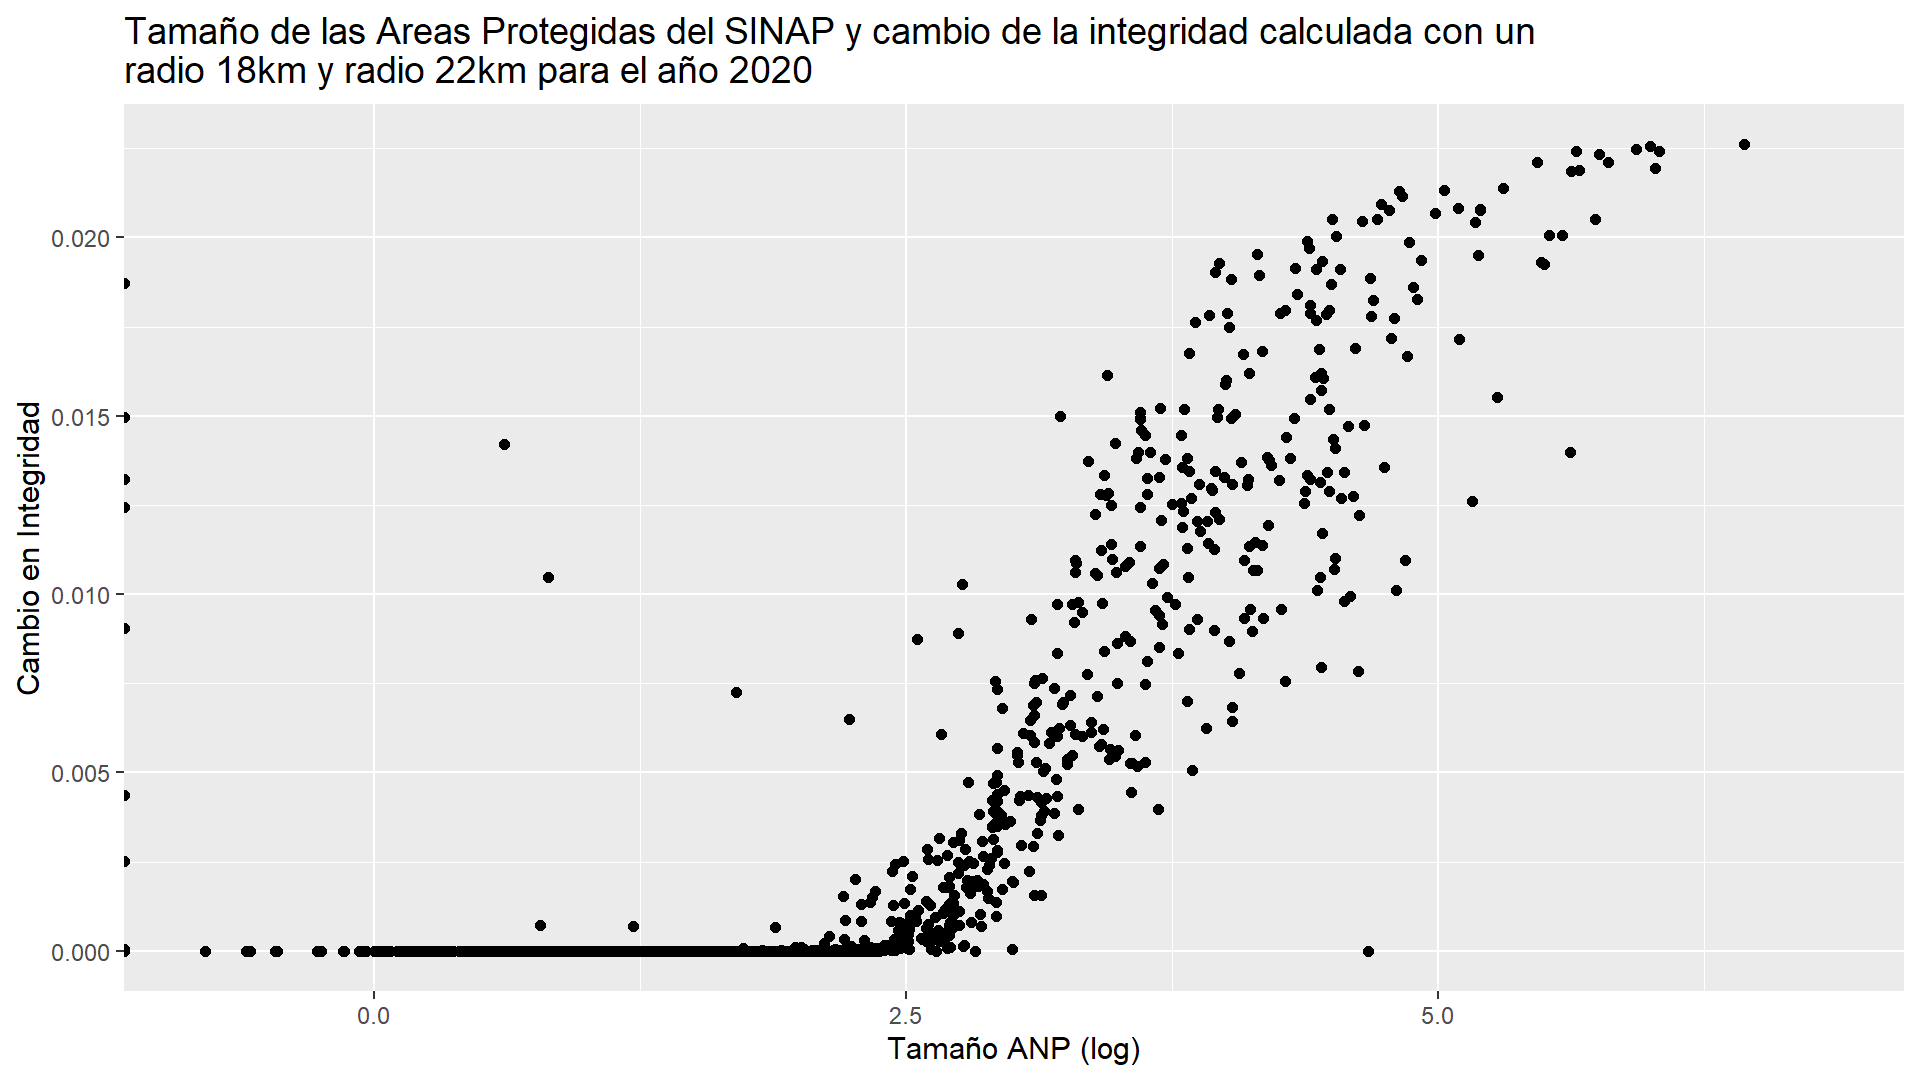 Tamaño de las Areas Protegidas del SINAP y cambio de la integridad calculada con un
radio 18km y radio 22km para el año 2020
Cambio en Integridad
0.020
0.015
0.010
0.005
0.000
0.0
2.5
5.0
Tamaño ANP (log)